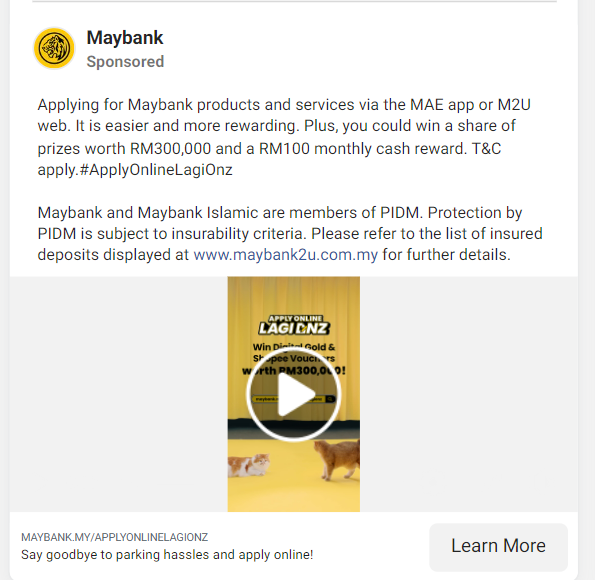 Maybank
Sponsored
Applying for Maybank products and services via the MAE app or M2U
web. It is easier and more rewarding. Plus, you could win a share of
prizes worth RM300,000 and a RM100 monthly cash reward. T&C
apply.#ApplyOnlineLagiOnz
Maybank and Maybank Islamic are members of PIDM. Protection by
PIDM is subject to insurability criteria. Please refer to the list of insured
deposits displayed at www.maybank2u.com.my for further details.
APPLY ONLINE
LAGI ONZ
Win Digital Gold &
Shopee Vouchers
worth RM300,000!
MAYBANK.MY/APPLYONLINELAGIONZ
Say goodbye to parking hassles and apply online!
Learn More